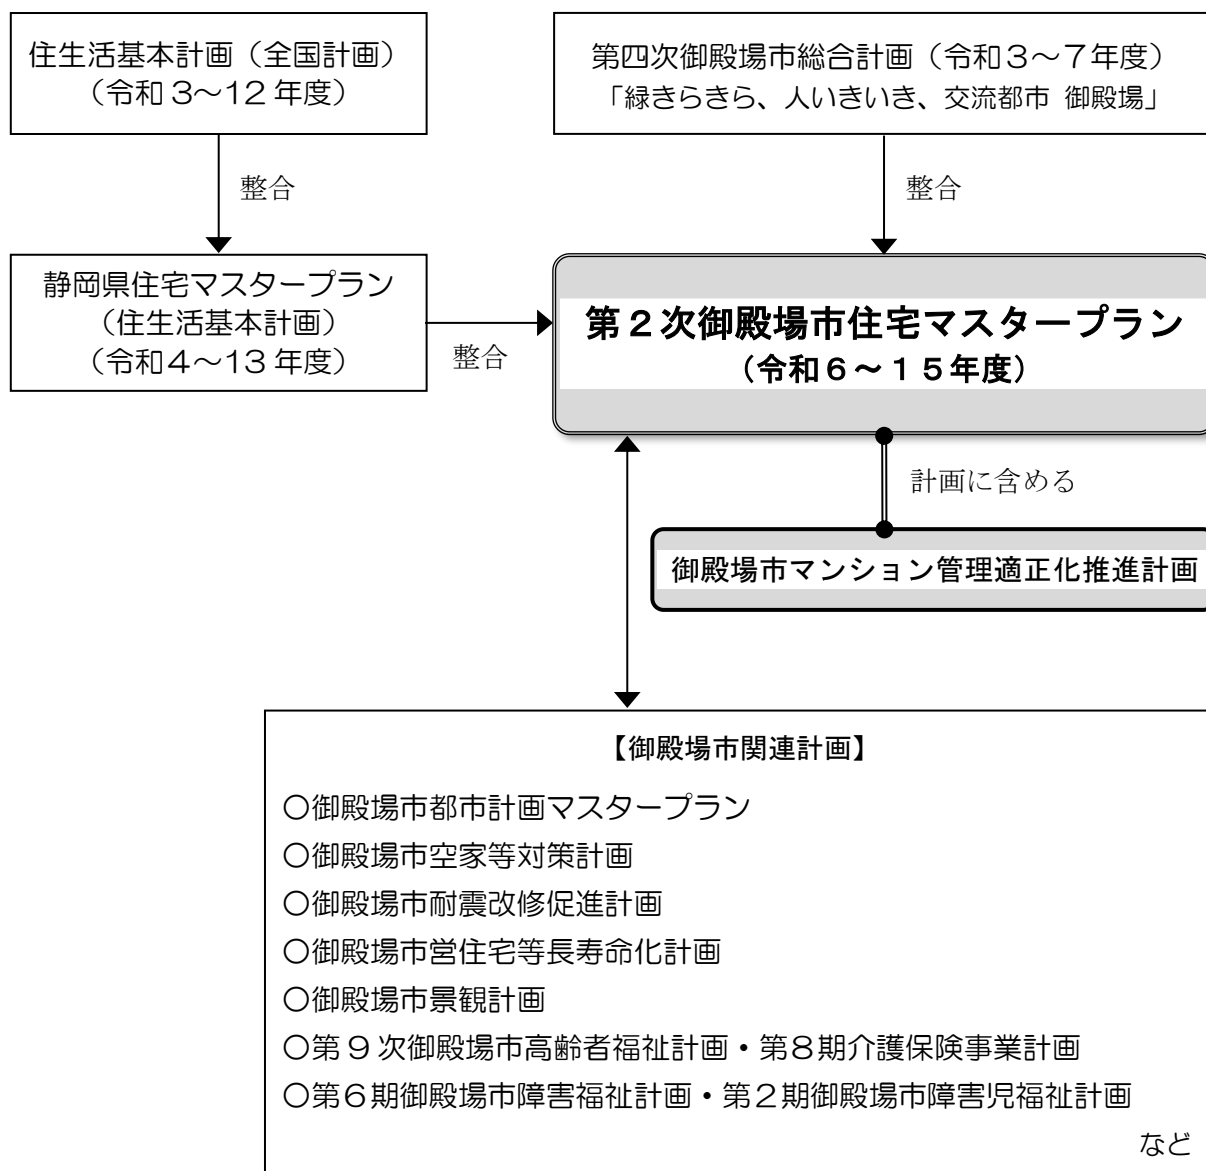 住生活基本計画（全国計画）
（令和３～12年度）
第四次御殿場市総合計画（令和３～７年度）
「緑きらきら、人いきいき、交流都市 御殿場」
整合
整合
静岡県住宅マスタープラン
（住生活基本計画）
（令和４～13年度）
整合
第２次御殿場市住宅マスタープラン
（令和６～１５年度）
計画に含める
御殿場市マンション管理適正化推進計画
【御殿場市関連計画】
〇御殿場市都市計画マスタープラン
〇御殿場市空家等対策計画
〇御殿場市耐震改修促進計画
〇御殿場市営住宅等長寿命化計画
〇御殿場市景観計画
〇第９次御殿場市高齢者福祉計画・第８期介護保険事業計画
〇第６期御殿場市障害福祉計画・第２期御殿場市障害児福祉計画
など